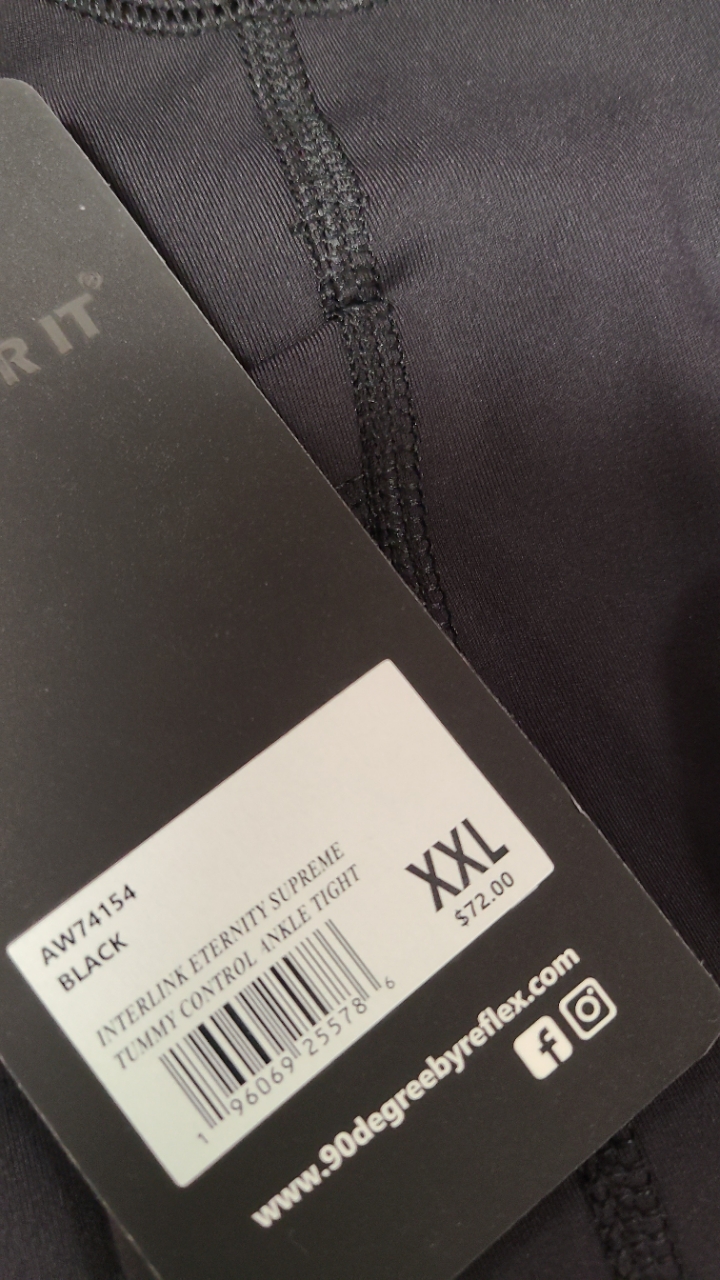 R IT®
AW74154
BLACK
XXL
$72.00
INTERLINK ETERNITY SUPREME
TUMMY CONTROL ANKLE TIGHT
1 96069 25578 6
www.90degreebyreflex.com